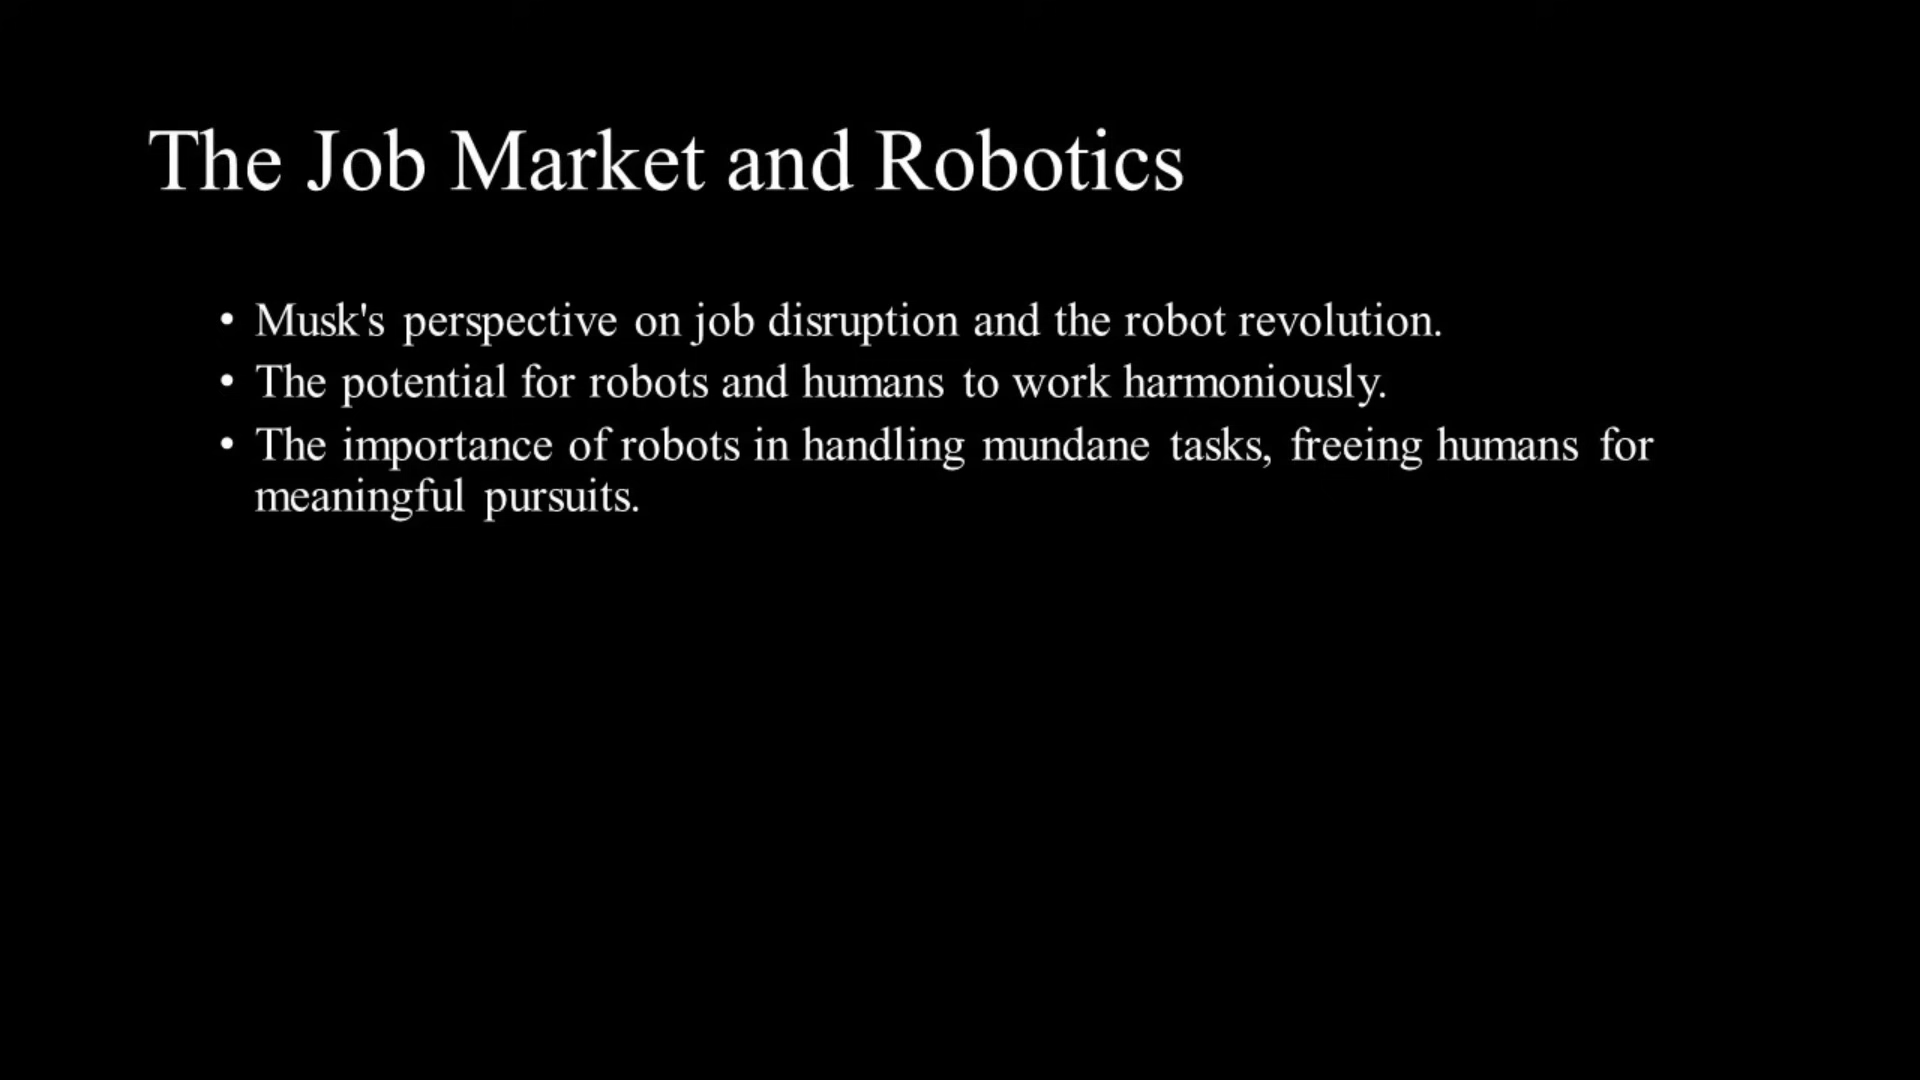 The Job Market and Robotics
• Musk's perspective on job disruption and the robot revolution.
• The potential for robots and humans to work harmoniously.
• The importance of robots in handling mundane tasks, freeing humans for
meaningful pursuits.